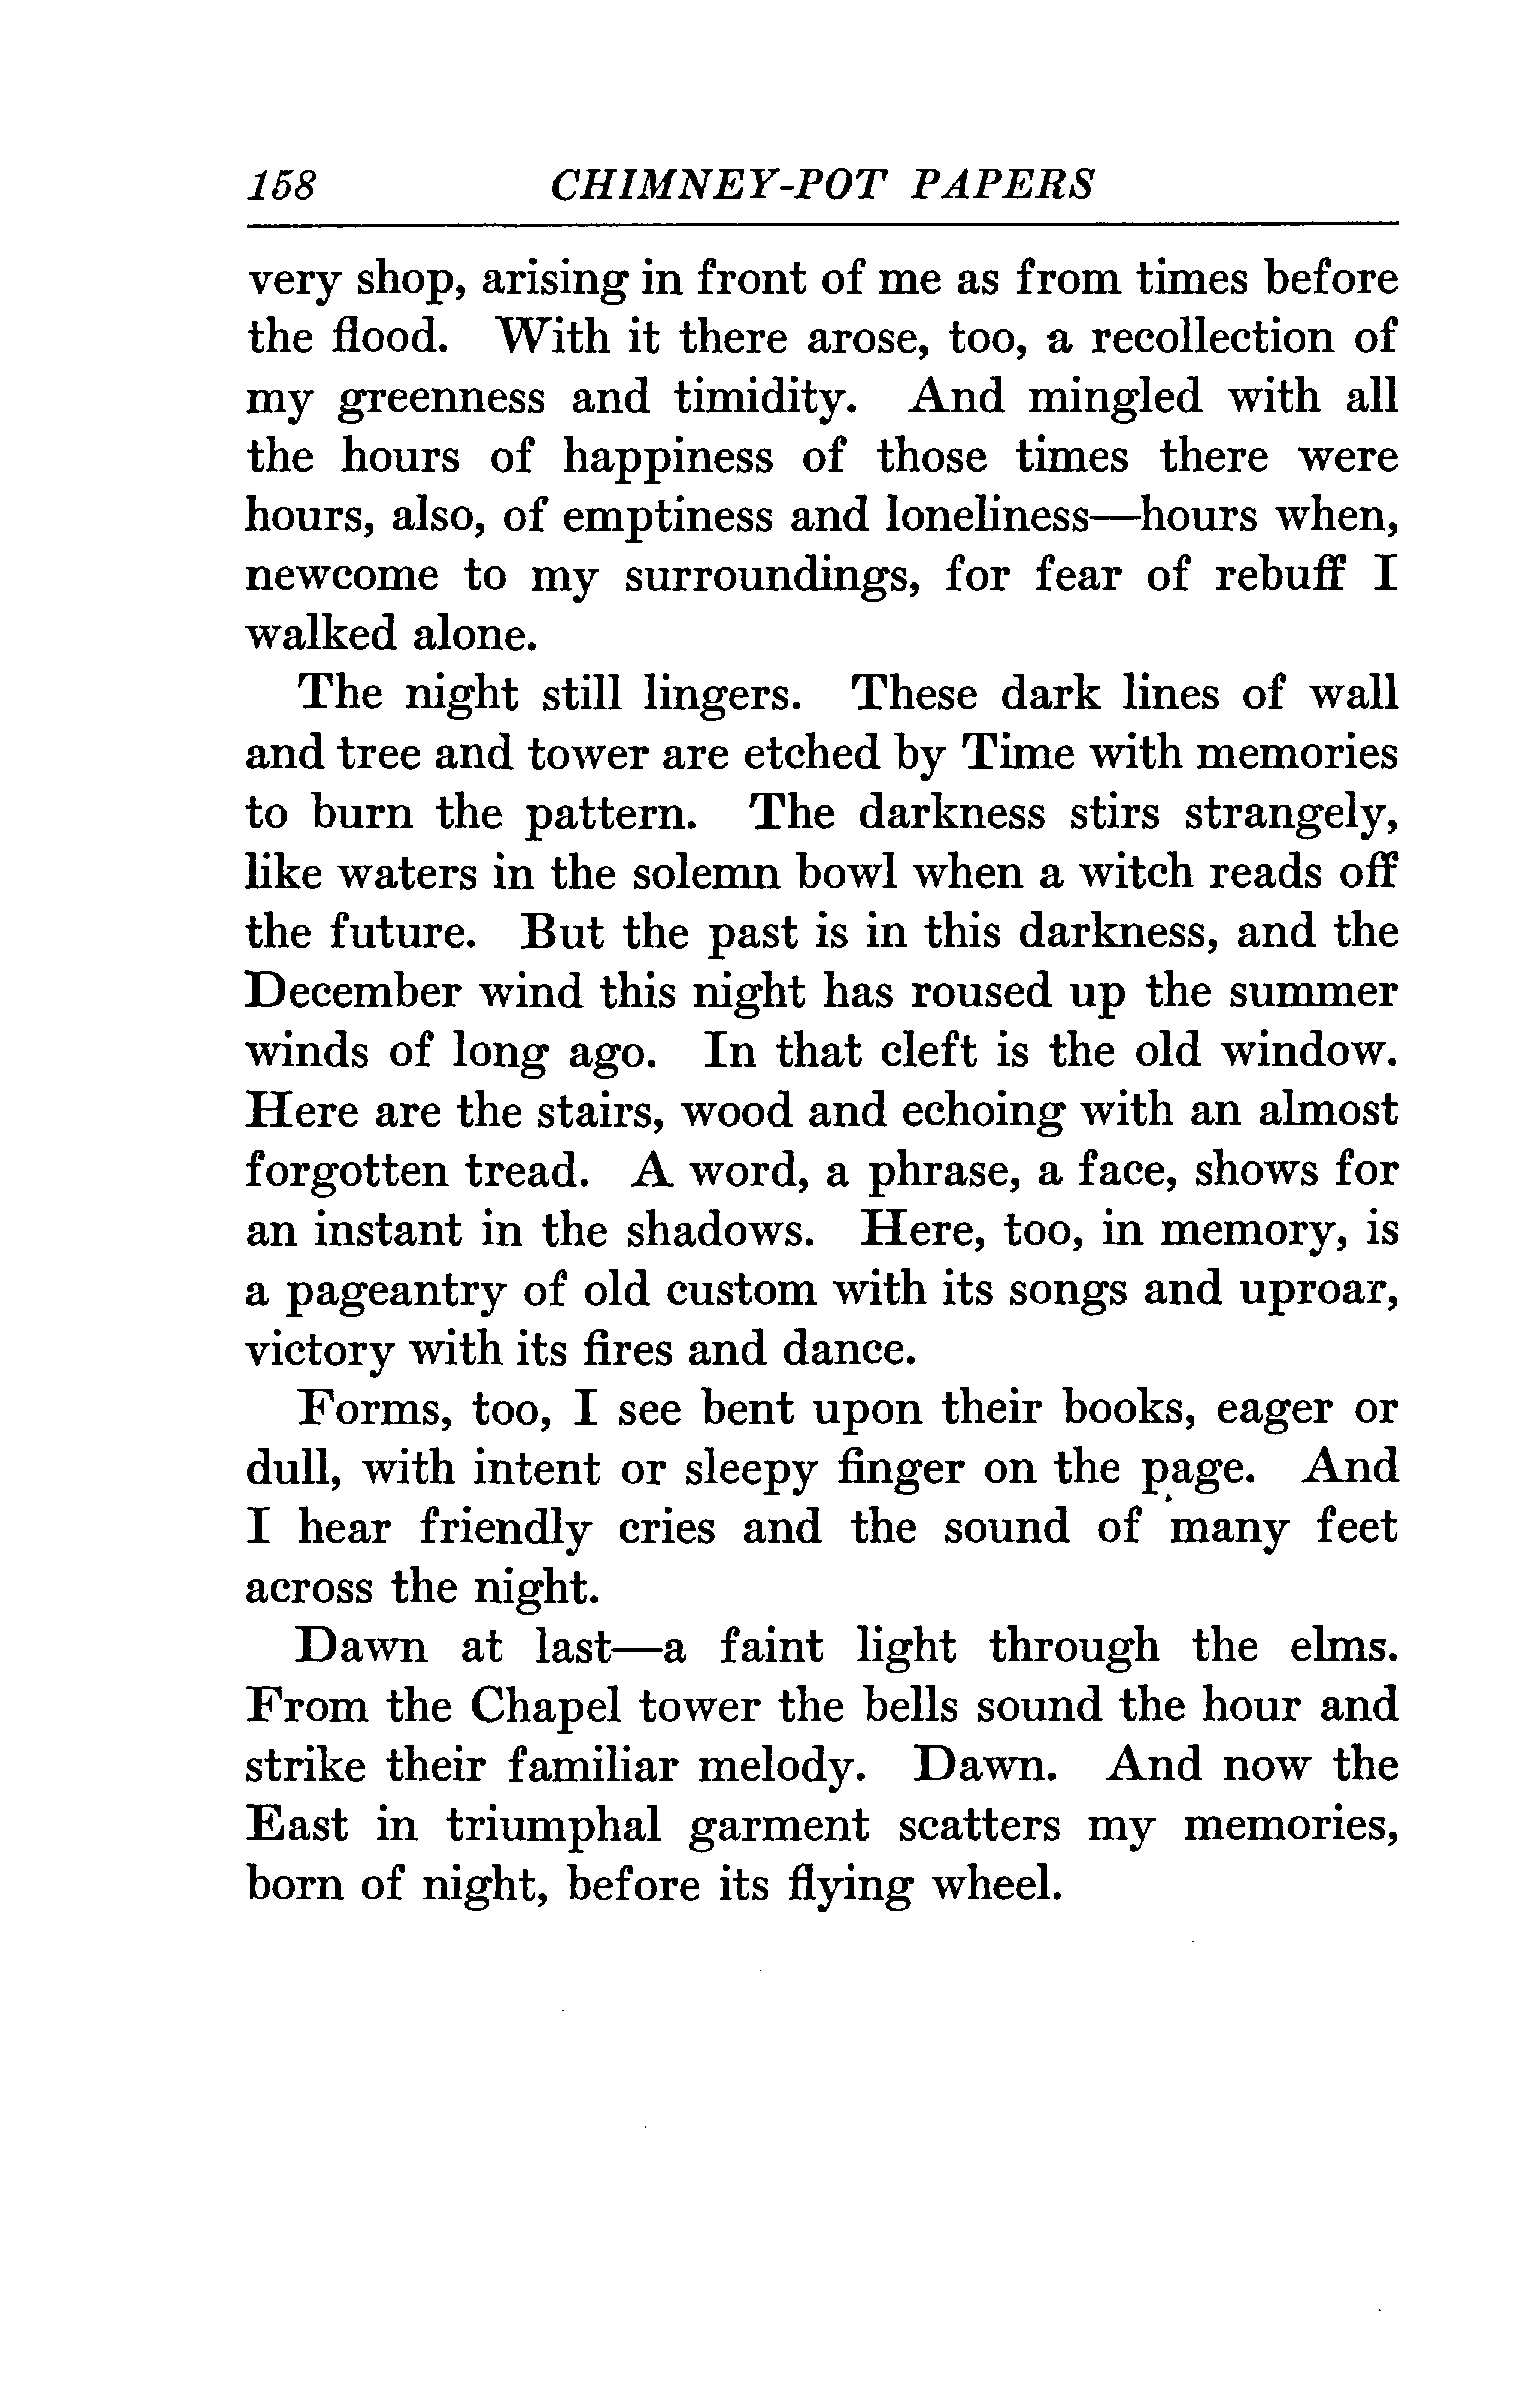 158 CHIMNEY-POT PAPERS
very shop, arising in front of me as from times before
the flood. With it there arose, too, a recollection of
my greenness and timidity. And mingled with all
the hours of happiness of those times there were
hours, also, of emptiness and loneliness—hours when,
newcome to my surroundings, for fear of rebuff I
walked alone.
The night still lingers. These dark lines of wall
and tree and tower are etched by Time with memories
to burn the pattern. The darkness stirs strangely,
like waters in the solemn bowl when a witch reads off
the future. But the past is in this darkness, and the
December wind this night has roused up the summer
winds of long ago. In that cleft is the old window.
Here are the stairs, wood and echoing with an almost
forgotten tread. A word, a phrase, a face, shows for
an instant in the shadows. Here, too, in memory, is
a pageantry of old custom with its songs and uproar,
victory with its fires and dance.
Forms, too, I see bent upon their books, eager or
dull, with intent or sleepy finger on the page. And
I hear friendly cries and the sound of many feet
across the night.
Dawn at last—a faint light through the elms.
From the Chapel tower the bells sound the hour and
strike their familiar melody. Dawn. And now the
East in triumphal garment scatters my memories,
born of night, before its flying wheel.